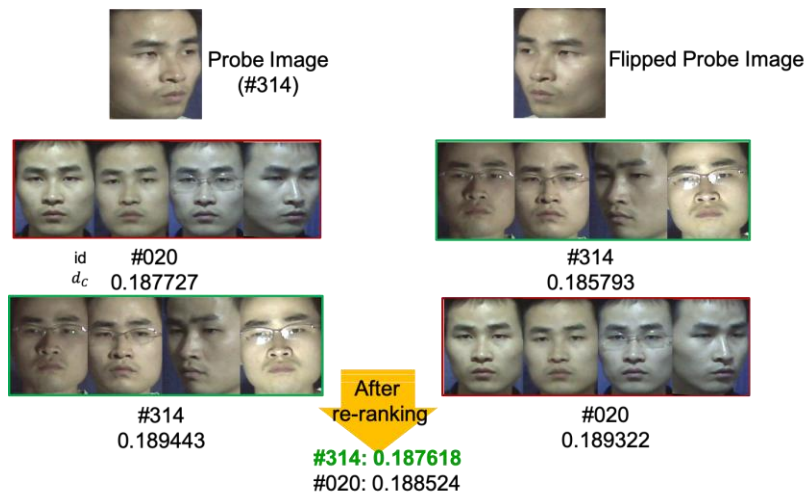 Probe Image
(#314)
Flipped Probe Image
id #020
d_C 0.187727
#314
0.185793
#314
0.189443
#020
0.189322
After
re-ranking
#314: 0.187618
#020: 0.188524